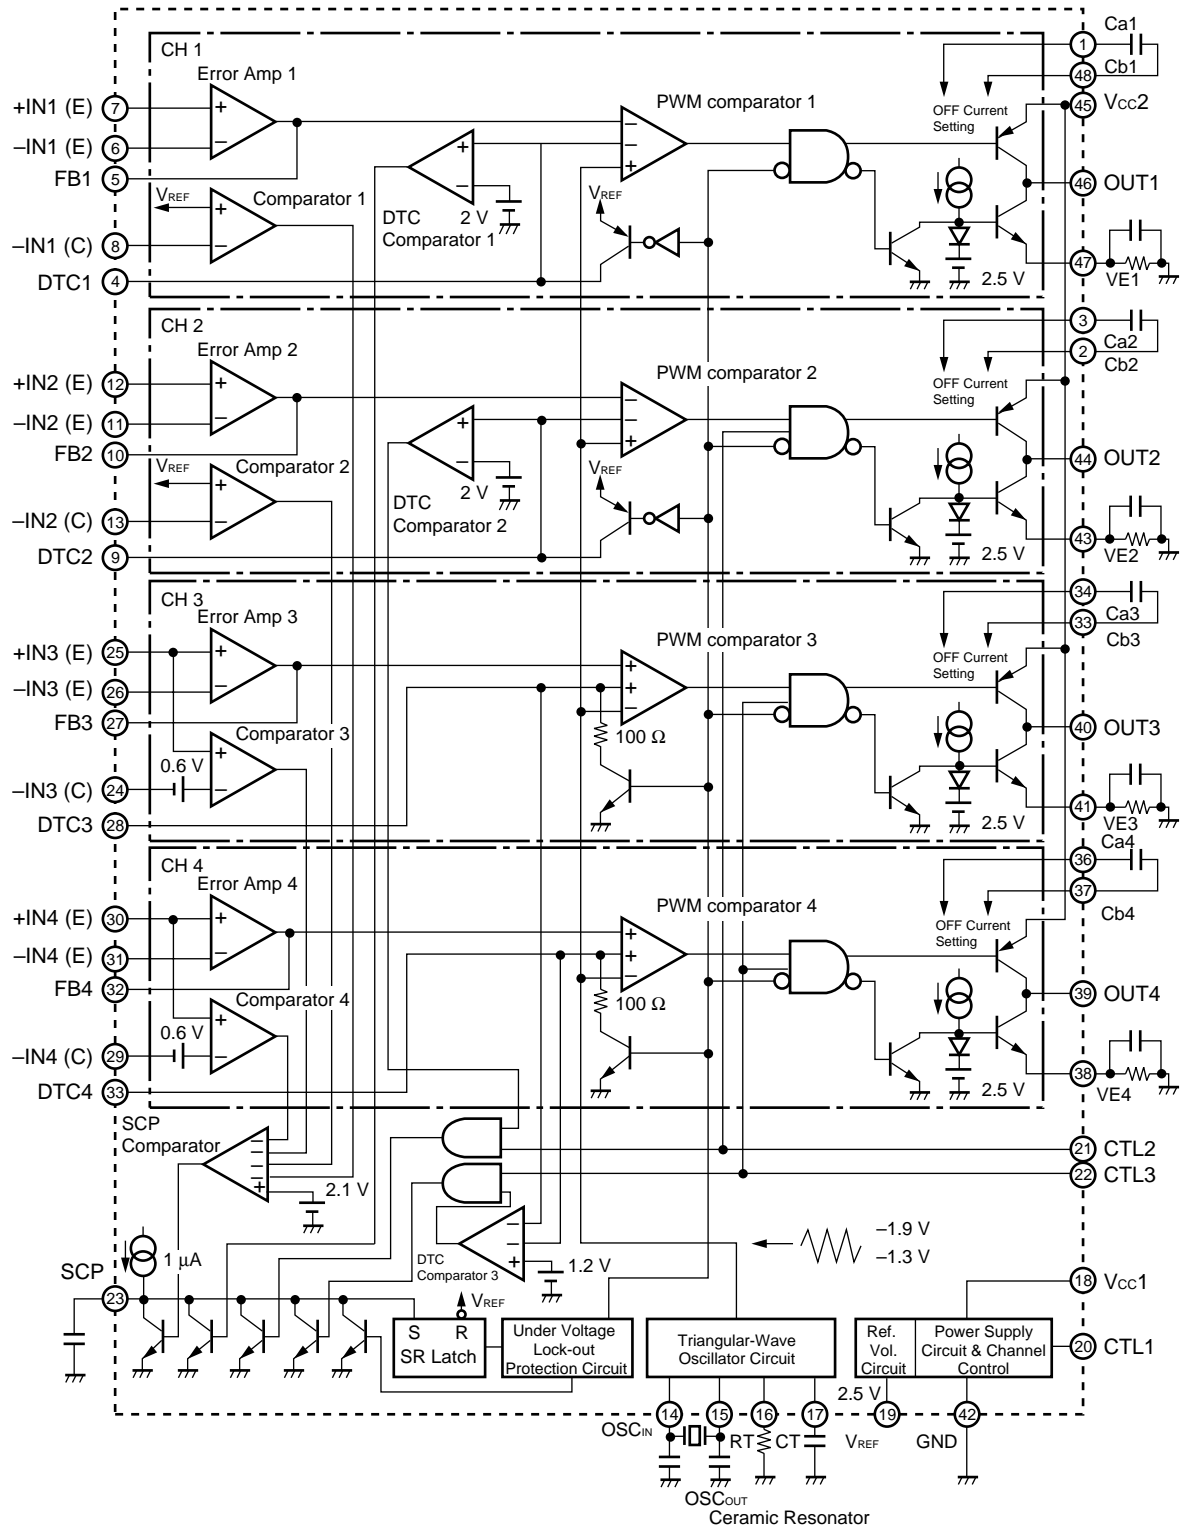 Ca1
1
CH 1
Cb1
48
Error Amp 1
+IN1 (E)
7
+
PWM comparator 1
OFF Current
Setting
VCC2
45
–IN1 (E)
6
–
–
–
+
+
–
FB1
5
VREF
Comparator 1
+
–
2 V
DTC
Comparator 1
VREF
OUT1
46
–IN1 (C)
8
2.5 V
47
VE1
DTC1
4
CH 2
3
Ca2
2
Cb2
Error Amp 2
+IN2 (E)
12
+
PWM comparator 2
OFF Current
Setting
–IN2 (E)
11
–
–
–
+
+
–
FB2
10
VREF
Comparator 2
+
–
2 V
DTC
Comparator 2
VREF
OUT2
44
–IN2 (C)
13
2.5 V
43
VE2
DTC2
9
CH 3
34
Ca3
33
Cb3
Error Amp 3
+IN3 (E)
25
+
PWM comparator 3
OFF Current
Setting
–IN3 (E)
26
–
+
+
–
FB3
27
Comparator 3
+
–
0.6 V
100 Ω
OUT3
40
–IN3 (C)
24
2.5 V
41
VE3
DTC3
28
CH 4
Ca4
36
37
Cb4
Error Amp 4
+IN4 (E)
30
+
PWM comparator 4
OFF Current
Setting
–IN4 (E)
31
–
+
+
–
FB4
32
Comparator 4
+
–
0.6 V
100 Ω
OUT4
39
–IN4 (C)
29
2.5 V
38
VE4
DTC4
33
SCP
Comparator
–
–
–
–
+
2.1 V
21
CTL2
22
CTL3
–
–
+
1.2 V
DTC
Comparator 3
–1.9 V
–1.3 V
1 µA
SCP
23
VREF
18
VCC1
S
R
SR Latch
Under Voltage
Lock-out
Protection Circuit
Triangular-Wave
Oscillator Circuit
Ref.
Vol.
Circuit
Power Supply
Circuit & Channel
Control
20
CTL1
2.5 V
14
15
16
17
19
42
OSCIN
RT
CT
VREF
GND
OSCOUT
Ceramic Resonator